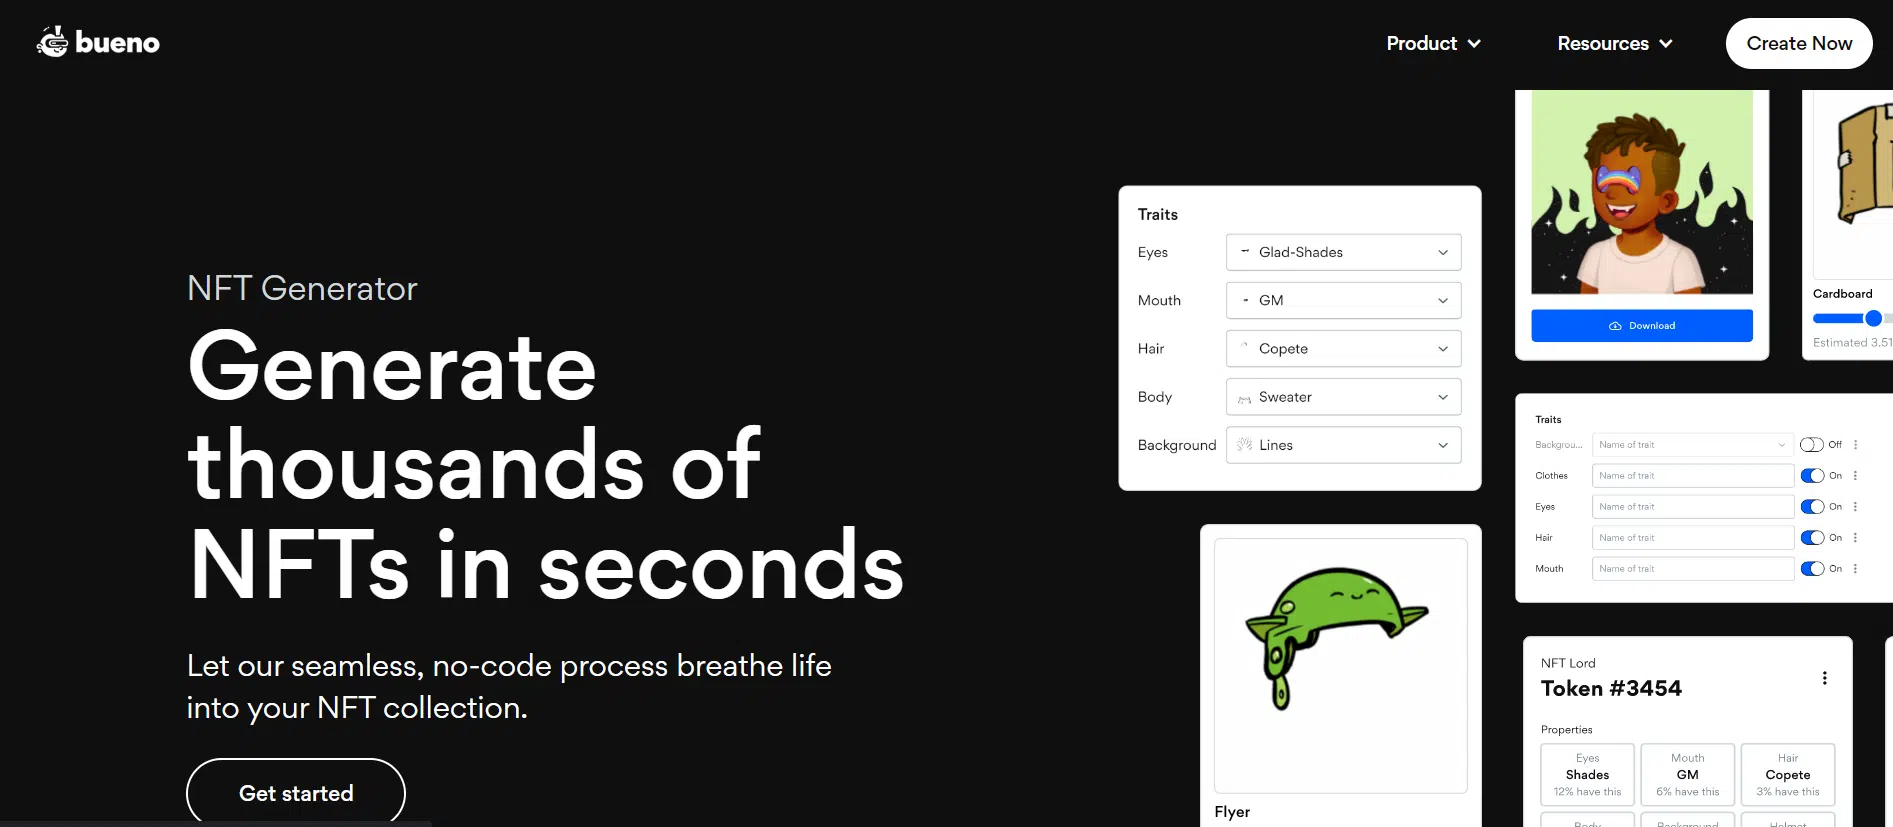 bueno
Product
Resources
Create Now
NFT Generator
Generate
thousands of
NFTs in seconds
Let our seamless, no-code process breathe life
into your NFT collection.
Get started
Traits
Eyes Glad-Shades
Mouth GM
Hair Copete
Body Sweater
Background Lines
Flyer
Download
Cardboard
Estimated 3.51
Traits
Backgrou... Name of trait Off
Clothes Name of trait On
Eyes Name of trait On
Hair Name of trait On
Mouth Name of trait On
NFT Lord
Token #3454
Properties
Eyes
Shades
12% have this
Mouth
GM
6% have this
Hair
Copete
3% have this
Body
Background
Helmet